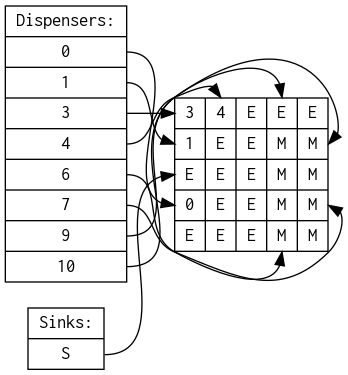 Dispensers:
0
1
3
4
6
7
9
10
3 4 E E E
1 E E M M
E E E E E
0 E E M M
E E E M M
Sinks:
S